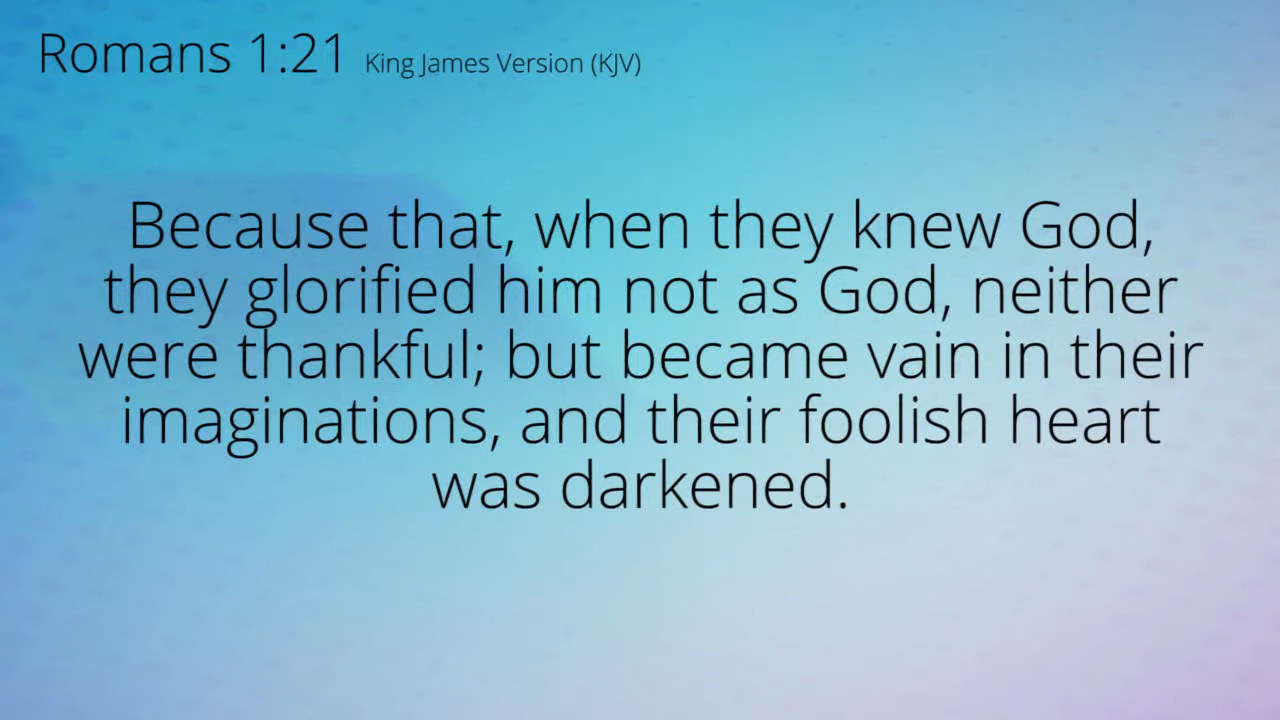 Romans 1:21 King James Version (KJV)
Because that, when they knew God,
they glorified him not as God, neither
were thankful; but became vain in their
imaginations, and their foolish heart
was darkened.